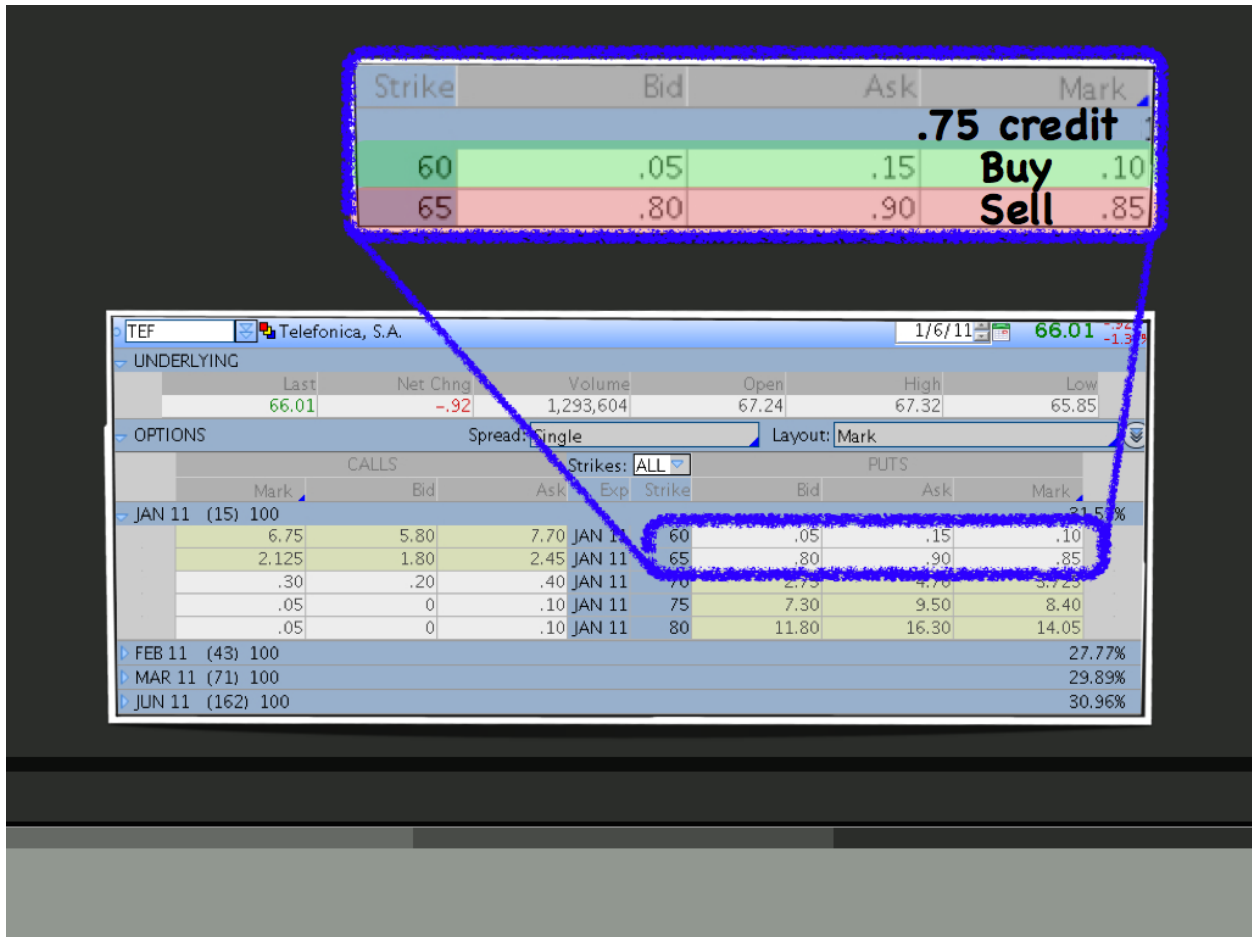 Strike Bid Ask Mark
.75 credit
60 .05 .15 Buy .10
65 .80 .90 Sell .85
TEF Telefonica, S.A. 1/6/11 66.01
UNDERLYING
Last Net Chng Volume Open High Low
66.01 -.92 1,293,604 67.24 67.32 65.85
OPTIONS Spread: Single Layout: Mark
CALLS Strikes: ALL PUTS
Mark Bid Ask Exp Strike Bid Ask Mark
JAN 11 (15) 100
6.75 5.80 7.70 JAN 11 60 .05 .15 .10
2.125 1.80 2.45 JAN 11 65 .80 .90 .85
.30 .20 .40 JAN 11 70
.05 0 .10 JAN 11 75 7.30 9.50 8.40
.05 0 .10 JAN 11 80 11.80 16.30 14.05
FEB 11 (43) 100 27.77%
MAR 11 (71) 100 29.89%
JUN 11 (162) 100 30.96%